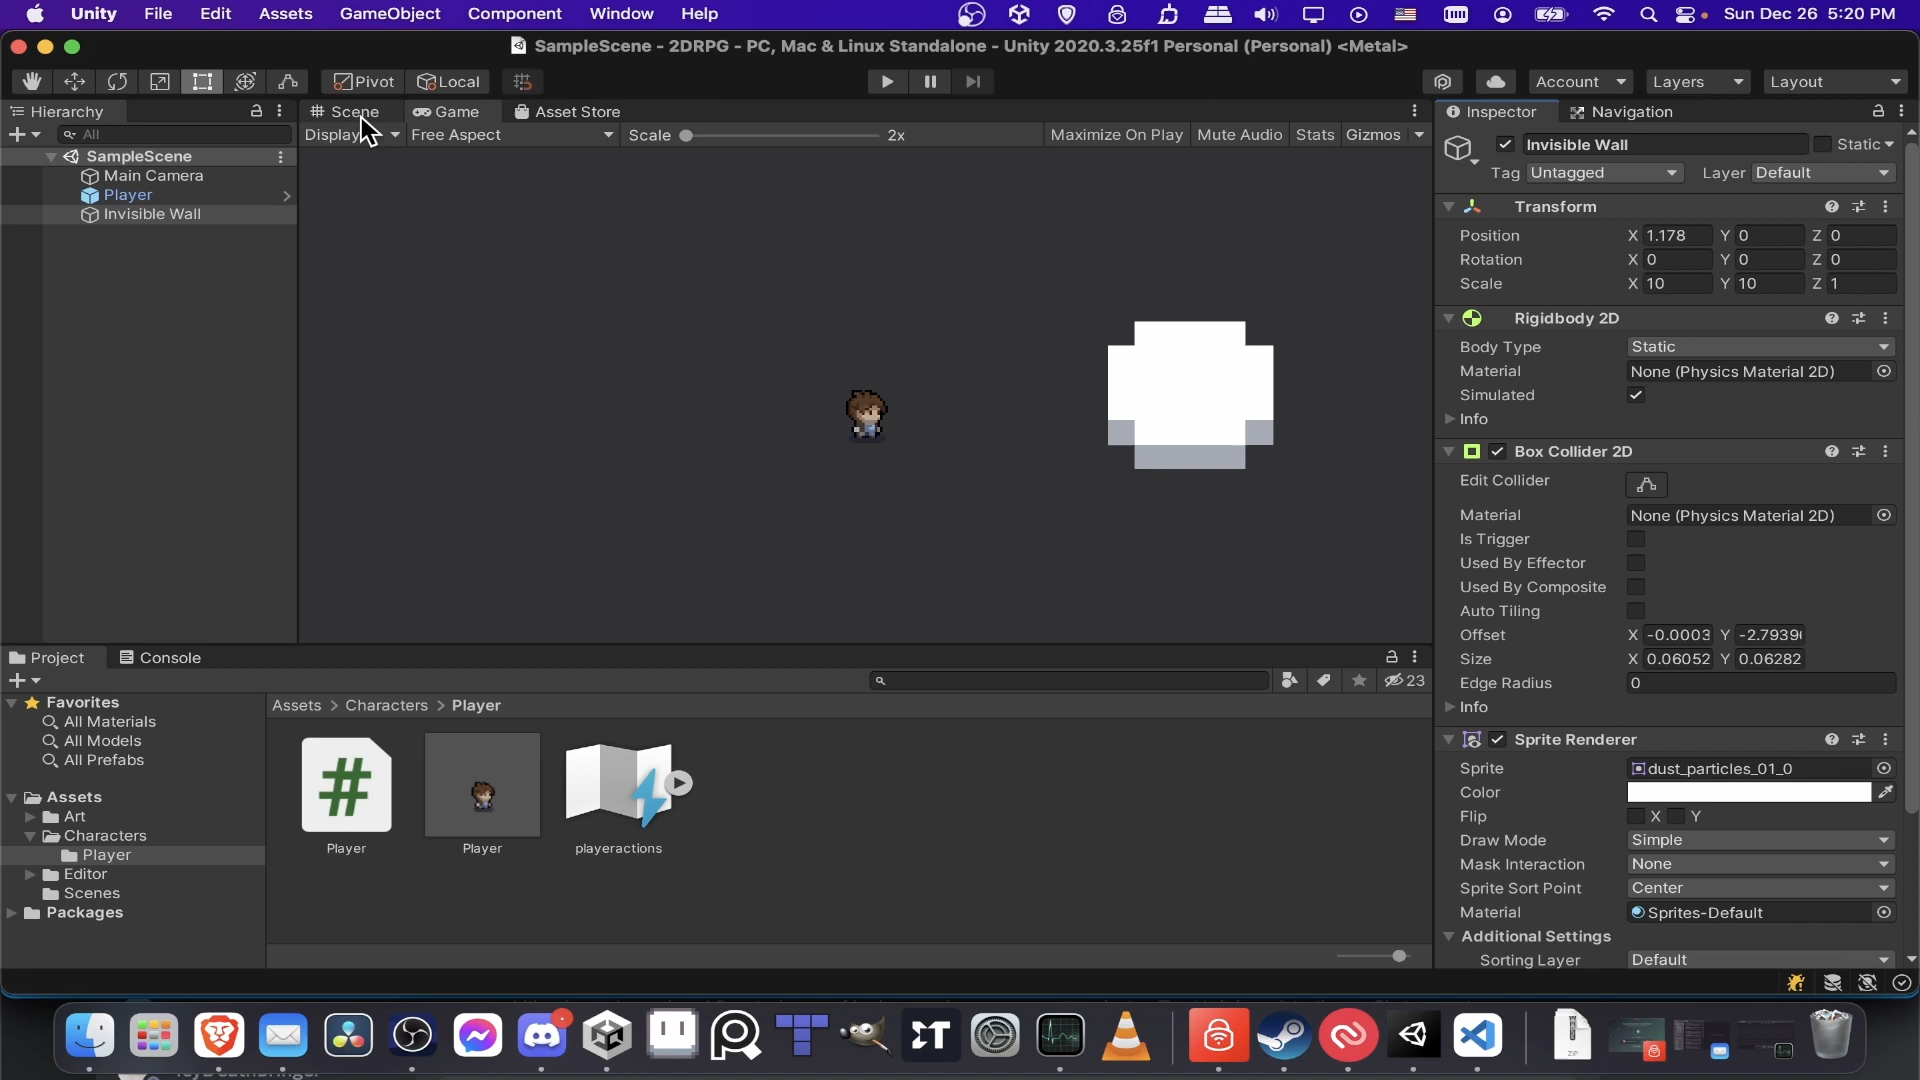 Unity File Edit Assets GameObject Component Window Help Sun Dec 26 5:20 PM
SampleScene - 2DRPG - PC, Mac & Linux Standalone - Unity 2020.3.25f1 Personal (Personal) <Metal>
Pivot Local Account Layers Layout
Hierarchy Scene Game Asset Store Inspector Navigation
All Display Free Aspect Scale 2x Maximize On Play Mute Audio Stats Gizmos
SampleScene
Main Camera
Player
Invisible Wall
Invisible Wall Static
Tag Untagged Layer Default
Transform
Position X 1.178 Y 0 Z 0
Rotation X 0 Y 0 Z 0
Scale X 10 Y 10 Z 1
Rigidbody 2D
Body Type Static
Material None (Physics Material 2D)
Simulated
Info
Box Collider 2D
Edit Collider
Material None (Physics Material 2D)
Is Trigger
Used By Effector
Used By Composite
Auto Tiling
Offset X -0.0003 Y -2.7939
Size X 0.06052 Y 0.06282
Edge Radius 0
Info
Sprite Renderer
Sprite dust_particles_01_0
Color
Flip X Y
Draw Mode Simple
Mask Interaction None
Sprite Sort Point Center
Material Sprites-Default
Additional Settings
Sorting Layer Default
Project Console
23
Favorites
All Materials
All Models
All Prefabs
Assets
Art
Characters
Player
Editor
Scenes
Packages
Assets > Characters > Player
Player Player playeractions
ZIP